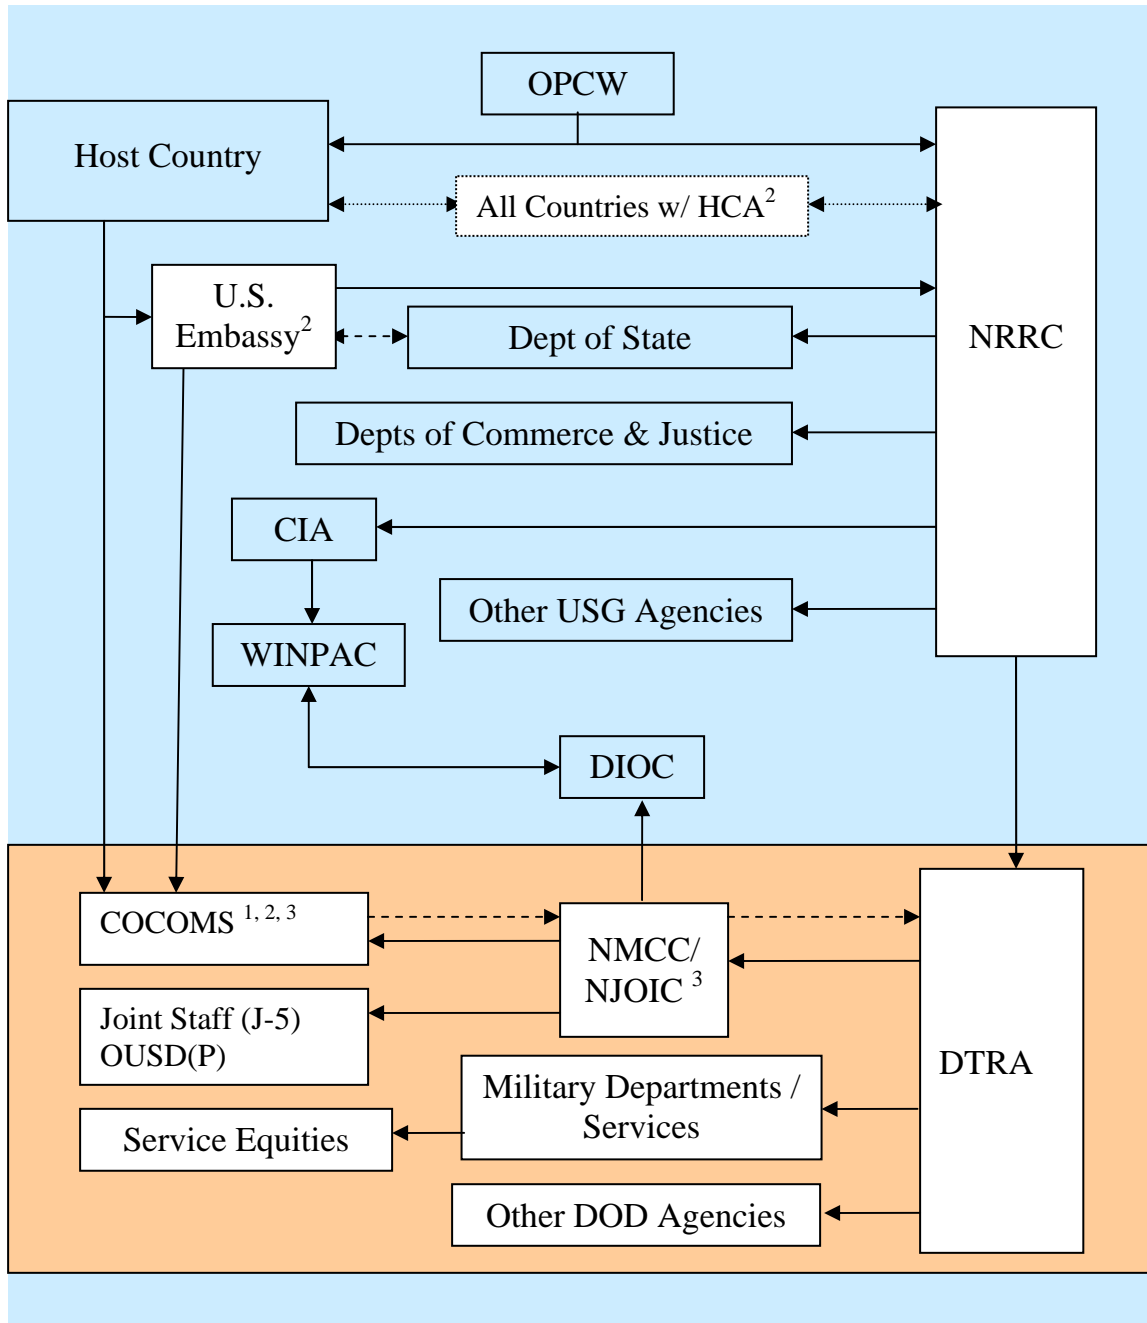 OPCW
Host Country
All Countries w/ HCA2
U.S.
Embassy2
Dept of State
NRRC
Depts of Commerce & Justice
CIA
Other USG Agencies
WINPAC
DIOC
COCOMS 1, 2, 3
NMCC/
NJOIC 3
Joint Staff (J-5)
OUSD(P)
DTRA
Military Departments /
Services
Service Equities
Other DOD Agencies